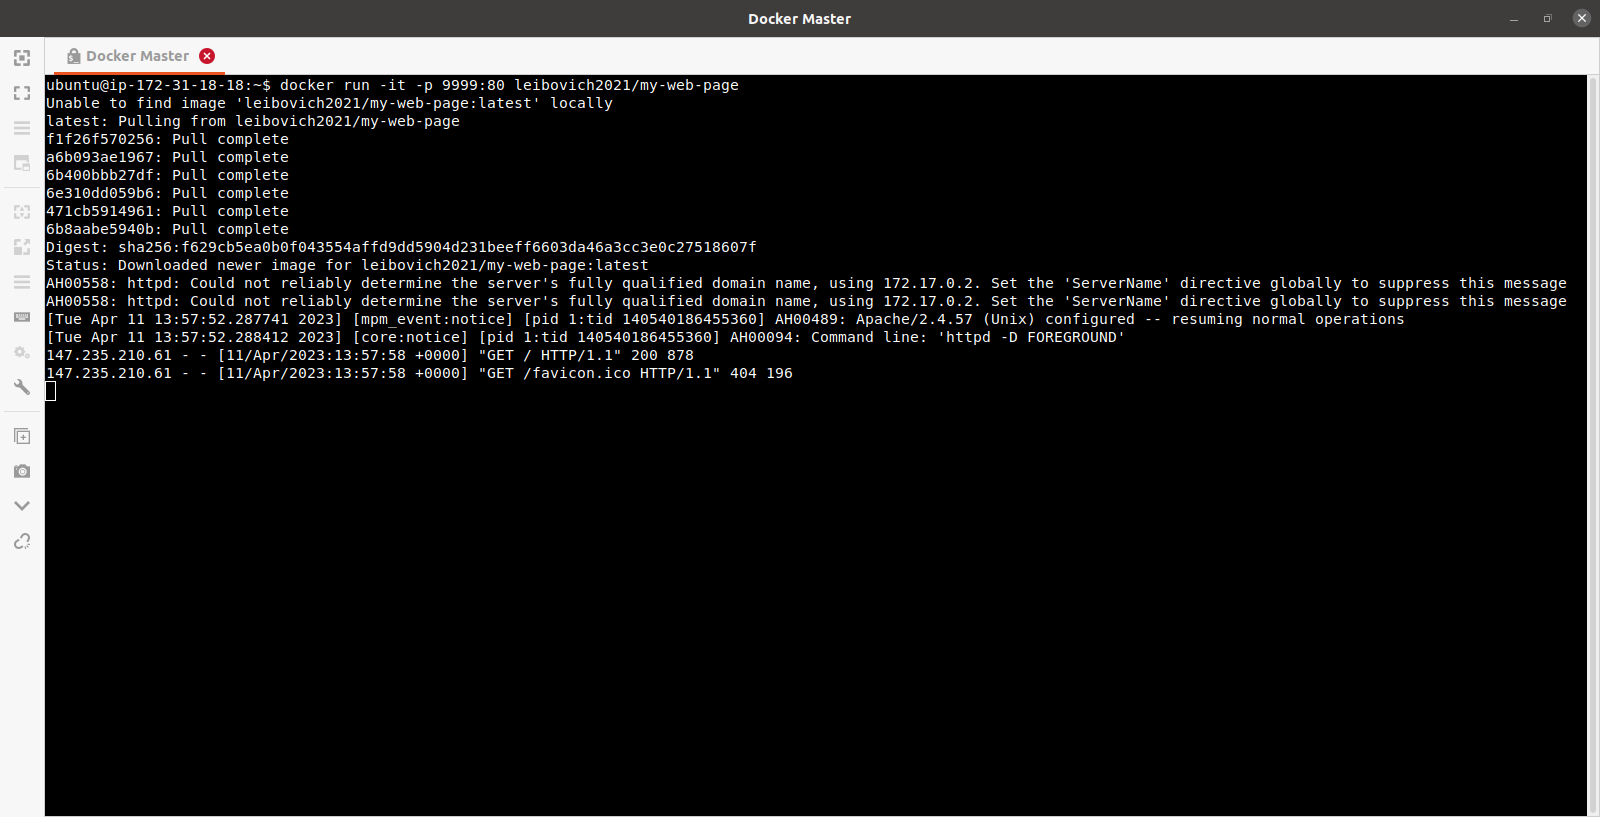 Docker Master
Docker Master
ubuntu@ip-172-31-18-18:~$ docker run -it -p 9999:80 leibovich2021/my-web-page
Unable to find image 'leibovich2021/my-web-page:latest' locally
latest: Pulling from leibovich2021/my-web-page
f1f26f570256: Pull complete
a6b093ae1967: Pull complete
6b400bbb27df: Pull complete
6e310dd059b6: Pull complete
471cb5914961: Pull complete
6b8aabe5940b: Pull complete
Digest: sha256:f629cb5ea0b0f043554affd9dd5904d231beeff6603da46a3cc3e0c27518607f
Status: Downloaded newer image for leibovich2021/my-web-page:latest
AH00558: httpd: Could not reliably determine the server's fully qualified domain name, using 172.17.0.2. Set the 'ServerName' directive globally to suppress this message
AH00558: httpd: Could not reliably determine the server's fully qualified domain name, using 172.17.0.2. Set the 'ServerName' directive globally to suppress this message
[Tue Apr 11 13:57:52.287741 2023] [mpm_event:notice] [pid 1:tid 140540186455360] AH00489: Apache/2.4.57 (Unix) configured -- resuming normal operations
[Tue Apr 11 13:57:52.288412 2023] [core:notice] [pid 1:tid 140540186455360] AH00094: Command line: 'httpd -D FOREGROUND'
147.235.210.61 - - [11/Apr/2023:13:57:58 +0000] "GET / HTTP/1.1" 200 878
147.235.210.61 - - [11/Apr/2023:13:57:58 +0000] "GET /favicon.ico HTTP/1.1" 404 196